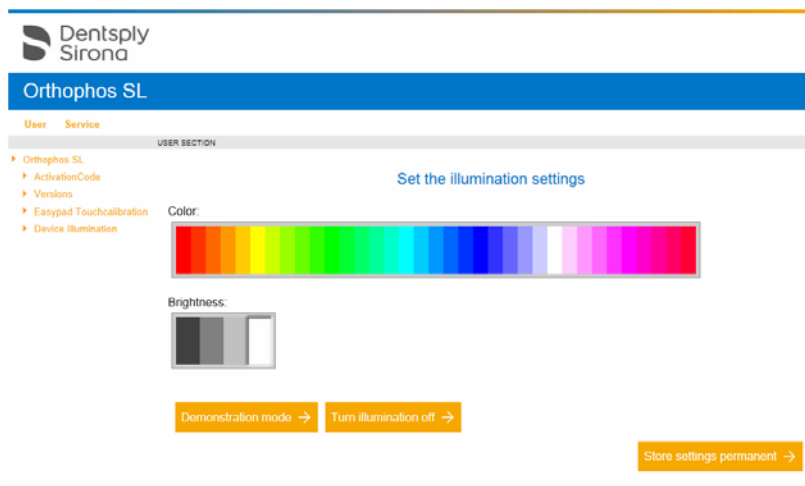 Dentsply
Sirona
Orthophos SL
User Service
USER SECTION
Orthophos SL
ActivationCode
Versions
Easypad Touchcalibration
Device Illumination
Set the illumination settings
Color:
Brightness:
Demonstration mode → Turn illumination off →
Store settings permanent →